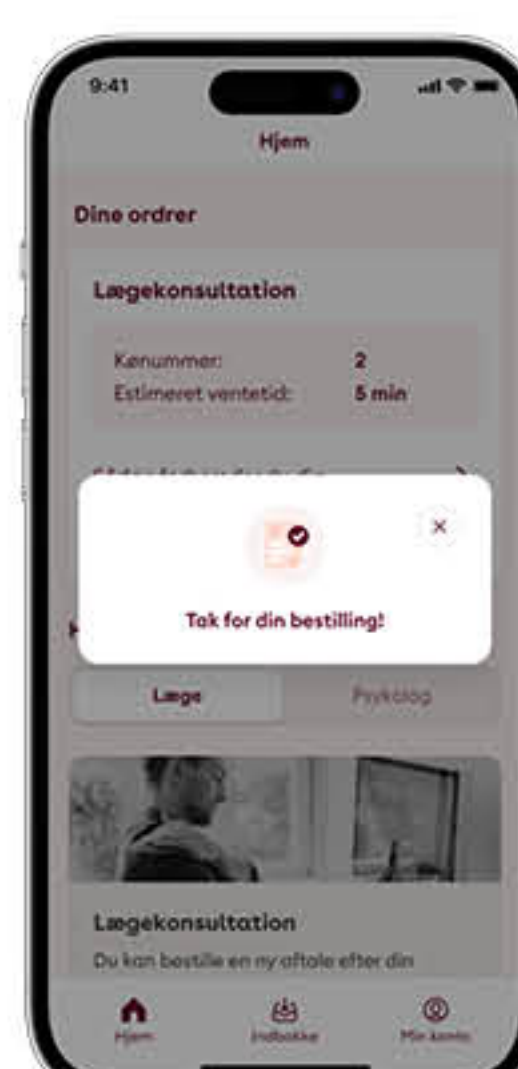 9:41
Hjem
Dine ordrer
Lægekonsultation
Kønummer: 2
Estimeret ventetid: 5 min
Tak for din bestilling!
Læge Psykolog
Lægekonsultation
Du kan bestille en ny aftale efter din
Hjem Indbakke Min konto